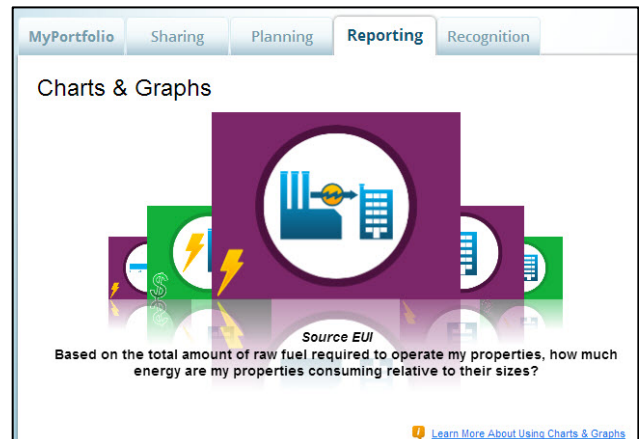 MyPortfolio Sharing Planning Reporting Recognition
Charts & Graphs
$
Source EUI
Based on the total amount of raw fuel required to operate my properties, how much
energy are my properties consuming relative to their sizes?
Learn More About Using Charts & Graphs